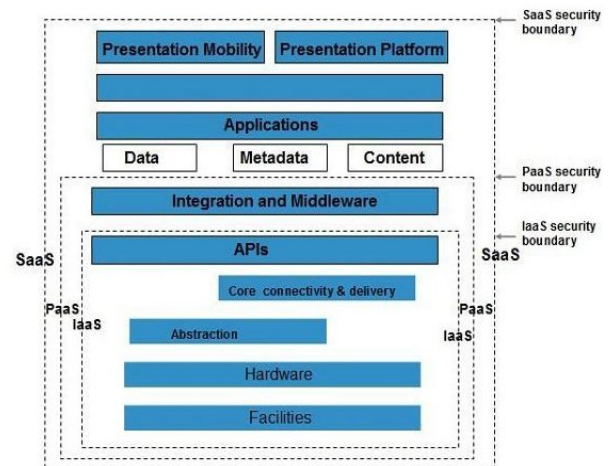 SaaS security
boundary
Presentation Mobility
Presentation Platform
Applications
Data
Metadata
Content
PaaS security
boundary
Integration and Middleware
IaaS security
boundary
APIs
SaaS
SaaS
Core connectivity & delivery
PaaS
PaaS
IaaS
IaaS
Abstraction
Hardware
Facilities